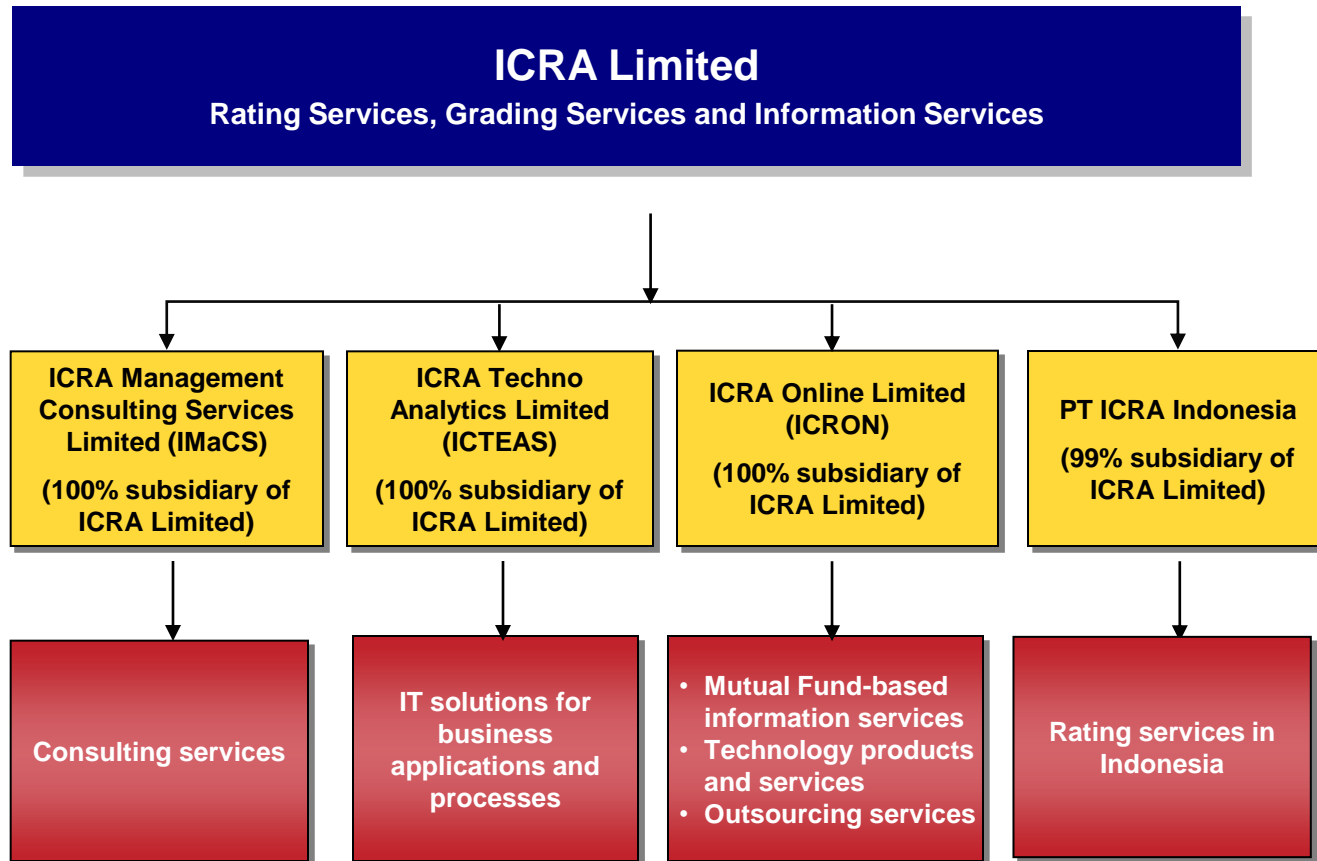 ICRA Limited
Rating Services, Grading Services and Information Services
ICRA Management
Consulting Services
Limited (IMaCS)
(100% subsidiary of
ICRA Limited)
ICRA Techno
Analytics Limited
(ICTEAS)
(100% subsidiary of
ICRA Limited)
ICRA Online Limited
(ICRON)
(100% subsidiary of
ICRA Limited)
PT ICRA Indonesia
(99% subsidiary of
ICRA Limited)
Consulting services
IT solutions for
business
applications and
processes
• Mutual Fund-based
information services
• Technology products
and services
• Outsourcing services
Rating services in
Indonesia